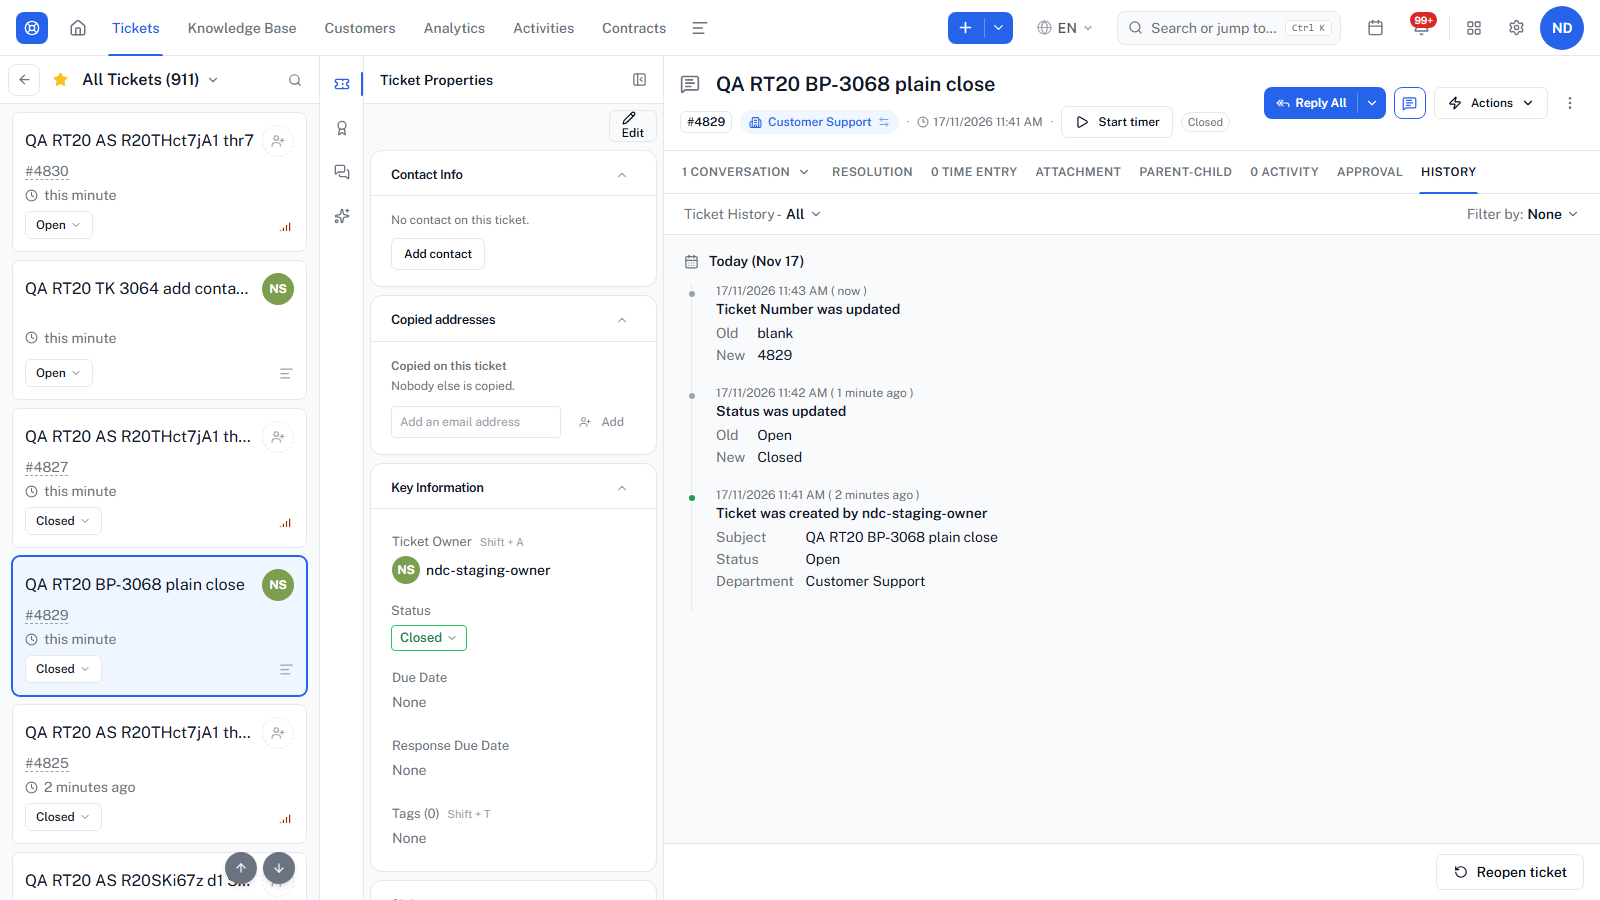 Tickets
Knowledge Base
Customers
Analytics
Activities
Contracts
EN
Search or jump to...
Ctrl K
99+
ND
All Tickets (911)
QA RT20 AS R20THct7jA1 thr7
#4830
this minute
Open
QA RT20 TK 3064 add conta...
NS
this minute
Open
QA RT20 AS R20THct7jA1 th...
#4827
this minute
Closed
QA RT20 BP-3068 plain close
NS
#4829
this minute
Closed
QA RT20 AS R20THct7jA1 th...
#4825
2 minutes ago
Closed
QA RT20 AS R20SKi67z d1
Ticket Properties
Edit
Contact Info
No contact on this ticket.
Add contact
Copied addresses
Copied on this ticket
Nobody else is copied.
Add an email address
Add
Key Information
Ticket Owner Shift + A
NS ndc-staging-owner
Status
Closed
Due Date
None
Response Due Date
None
Tags (0) Shift + T
None
QA RT20 BP-3068 plain close
#4829
Customer Support
· 17/11/2026 11:41 AM ·
Start timer
Closed
Reply All
Actions
1 CONVERSATION
RESOLUTION
0 TIME ENTRY
ATTACHMENT
PARENT-CHILD
0 ACTIVITY
APPROVAL
HISTORY
Ticket History - All
Filter by: None
Today (Nov 17)
17/11/2026 11:43 AM ( now )
Ticket Number was updated
Old blank
New 4829
17/11/2026 11:42 AM ( 1 minute ago )
Status was updated
Old Open
New Closed
17/11/2026 11:41 AM ( 2 minutes ago )
Ticket was created by ndc-staging-owner
Subject QA RT20 BP-3068 plain close
Status Open
Department Customer Support
Reopen ticket